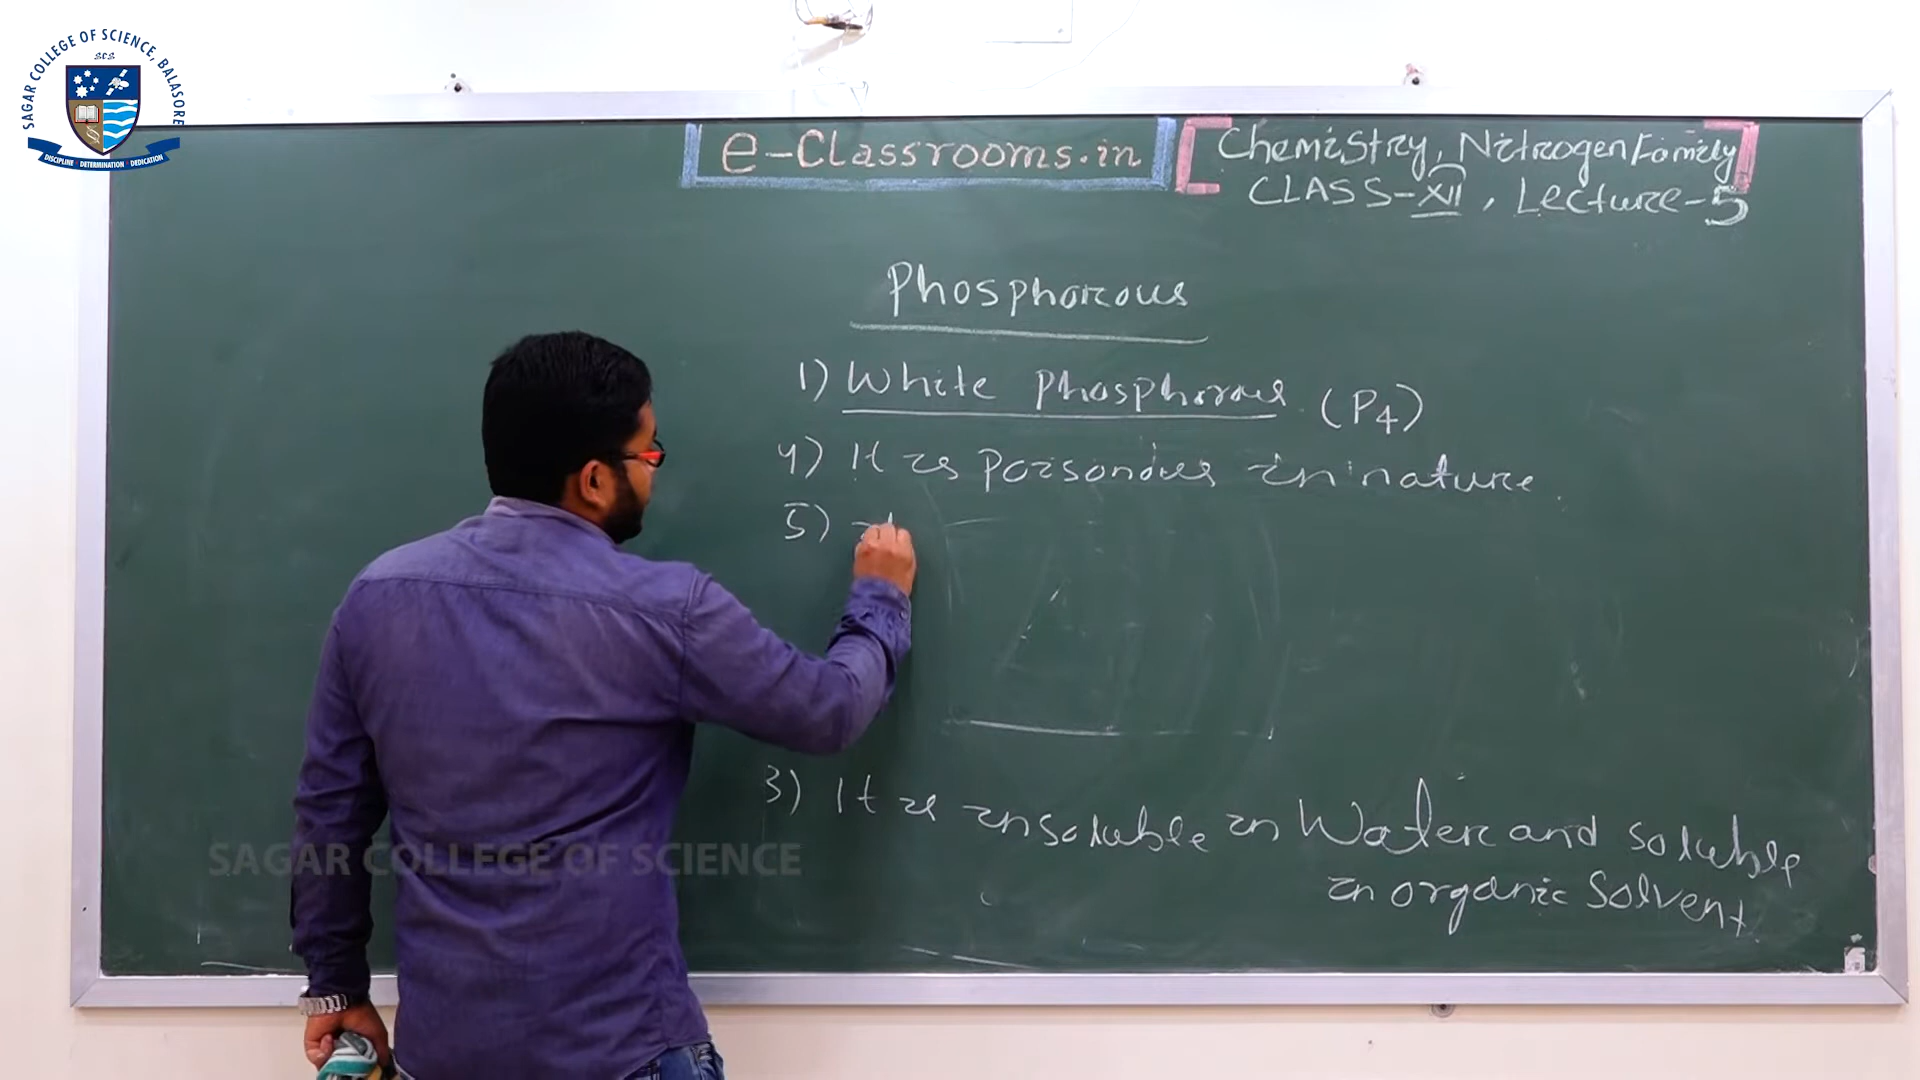 SAGAR COLLEGE OF SCIENCE, BALASORE
SCS
DISCIPLINE · DETERMINATION · DEDICATION
e-Classrooms.in
Chemistry, Nitrogen Family
CLASS-XII, Lecture-5
Phosphorous
1) White Phosphorous (P4)
4) It is Poisonous in nature.
5)
3) It is insoluble in Water and soluble
in organic Solvent
SAGAR COLLEGE OF SCIENCE